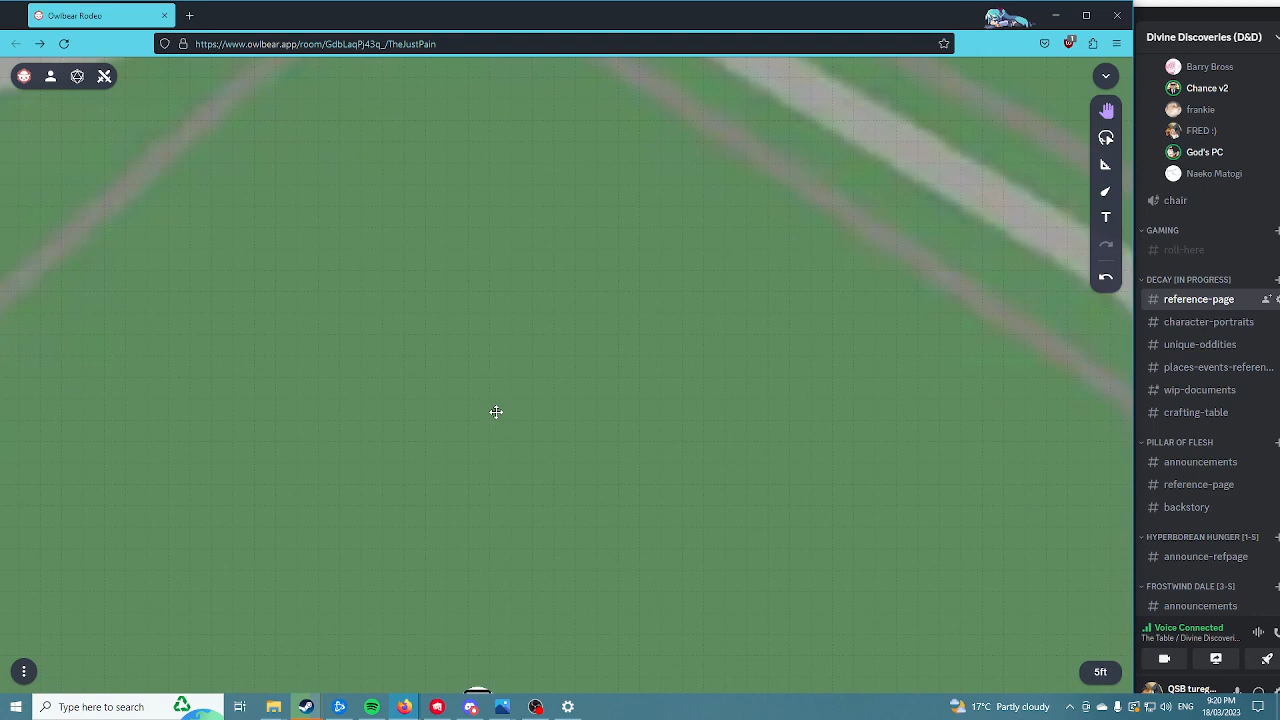 Owlbear Rodeo
https://www.owlbear.app/room/GdbLaqPj43q_/TheJustPain
T
5ft
Divine Discoveries (D&D)
Barry Bross
Chance v2
frankie
FRED :)
God's PC
Naeko Matogi
chair
GAMING
roll-here
DECAY [IN PROGRESS]
reference-page
character-portraits
unique-oddities
places-events-referen...
wip-documents
crafting-table
PILLAR OF FLESH
announcements
reference-page
backstory
HYPERBOREAN HUNGER [1-S]
announce-refpage
FROSTWIND DALE [3-S]
announcements
Voice Connected
The Table / Divine Discoveri...
QSB tureg...
Type here to search
17°C Partly cloudy
ENG
9:20 PM
18/03/2023